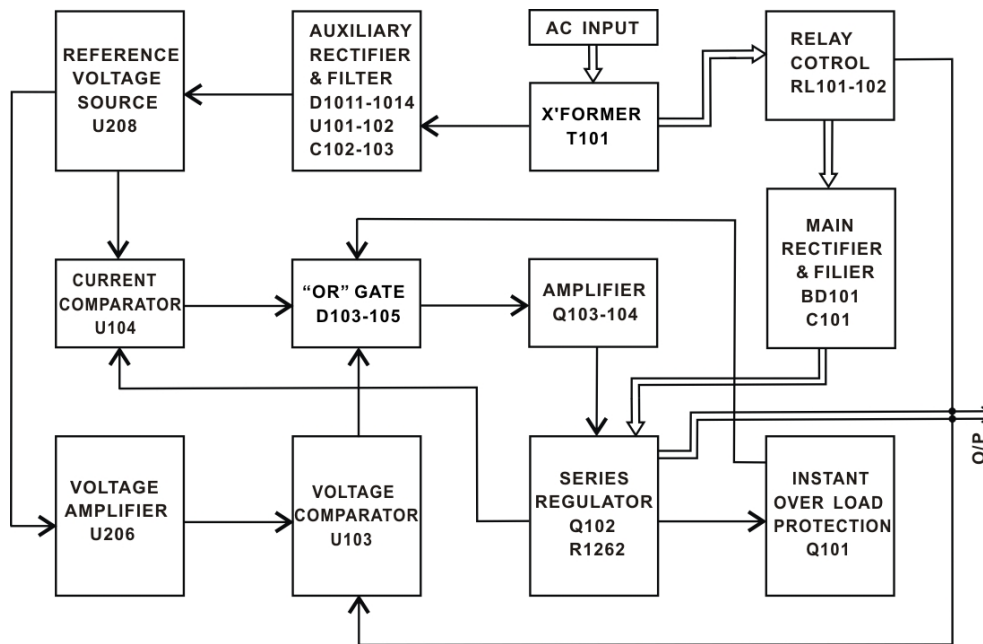 REFERENCE
VOLTAGE
SOURCE
U208
AUXILIARY
RECTIFIER
& FILTER
D1011-1014
U101-102
C102-103
AC INPUT
X'FORMER
T101
RELAY
COTROL
RL101-102
MAIN
RECTIFIER
& FILIER
BD101
C101
CURRENT
COMPARATOR
U104
“OR” GATE
D103-105
AMPLIFIER
Q103-104
VOLTAGE
AMPLIFIER
U206
VOLTAGE
COMPARATOR
U103
SERIES
REGULATOR
Q102
R1262
INSTANT
OVER LOAD
PROTECTION
Q101
O/P